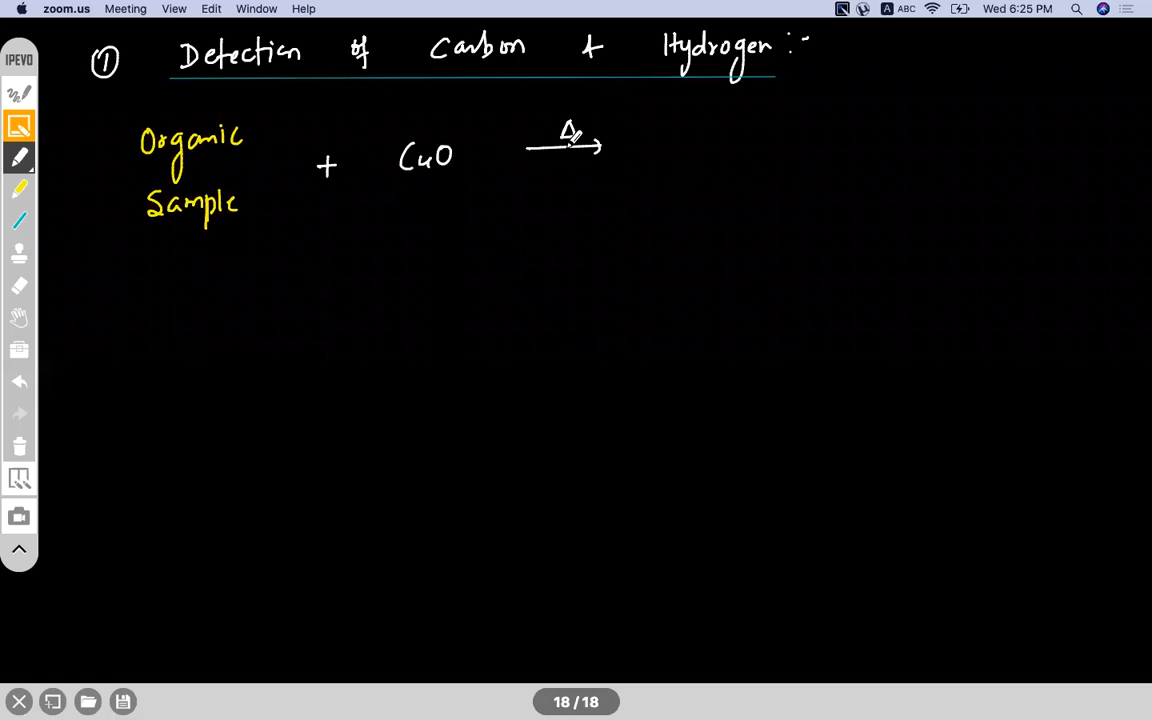 zoom.us Meeting View Edit Window Help A ABC Wed 6:25 PM
IPEVO
① Detection of Carbon + Hydrogen :-
Organic
Sample + CuO Δ →
18 / 18